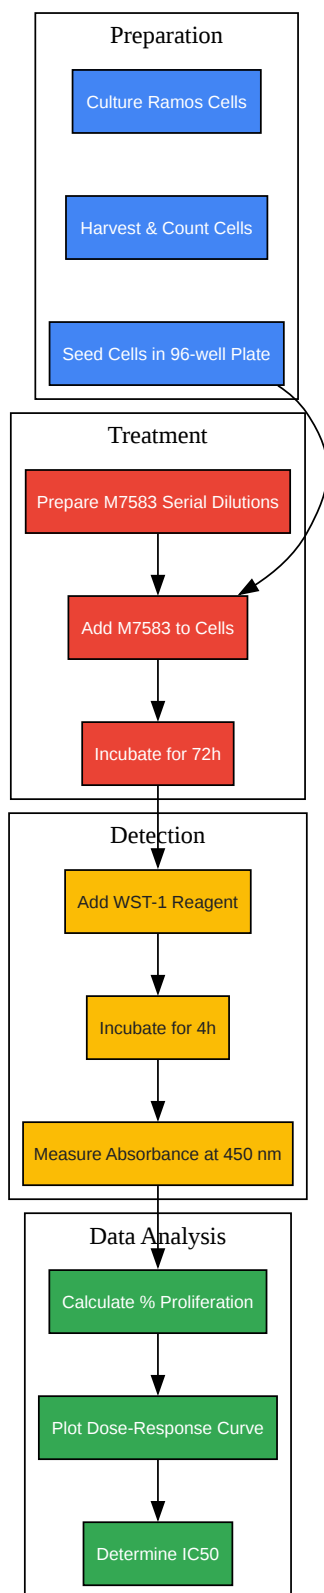 Preparation
Culture Ramos Cells
Harvest & Count Cells
Seed Cells in 96-well Plate
Treatment
Prepare M7583 Serial Dilutions
Add M7583 to Cells
Incubate for 72h
Detection
Add WST-1 Reagent
Incubate for 4h
Measure Absorbance at 450 nm
Data Analysis
Calculate % Proliferation
Plot Dose-Response Curve
Determine IC50